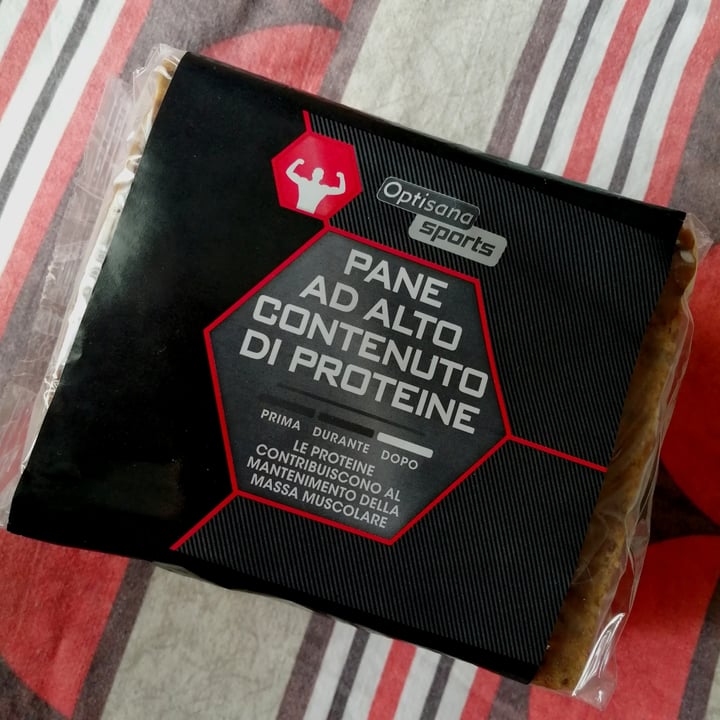 Optisana
sports
PANE
AD ALTO
CONTENUTO
DI PROTEINE
PRIMA DURANTE DOPO
LE PROTEINE
CONTRIBUISCONO AL
MANTENIMENTO DELLA
MASSA MUSCOLARE